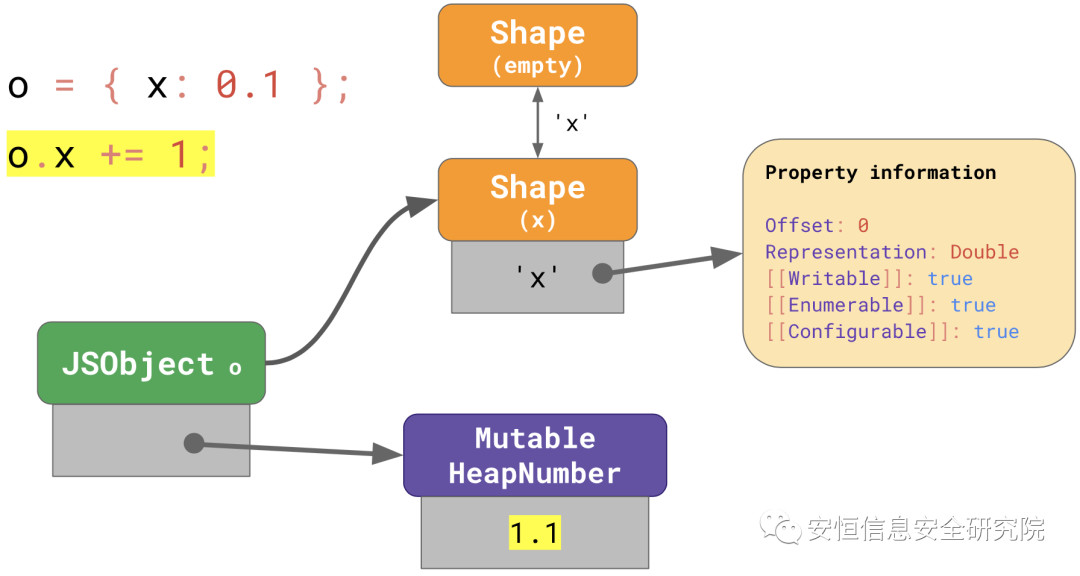 o = { x: 0.1 };
o.x += 1;
Shape
(empty)
'x'
Shape
(x)
'x'
Property information
Offset: 0
Representation: Double
[[Writable]]: true
[[Enumerable]]: true
[[Configurable]]: true
JSObject o
Mutable
HeapNumber
1.1
安恒信息安全研究院